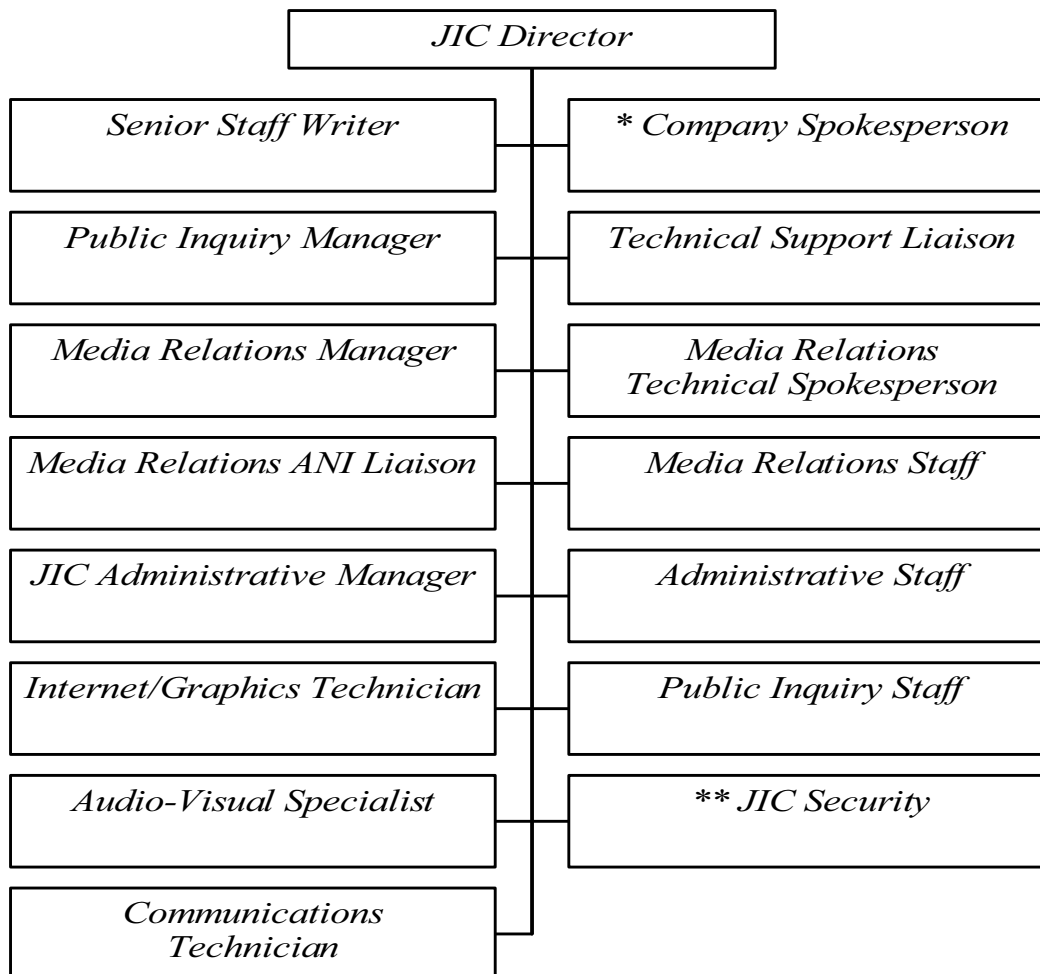 JIC Director
Senior Staff Writer
* Company Spokesperson
Public Inquiry Manager
Technical Support Liaison
Media Relations Manager
Media Relations
Technical Spokesperson
Media Relations ANI Liaison
Media Relations Staff
JIC Administrative Manager
Administrative Staff
Internet/Graphics Technician
Public Inquiry Staff
Audio-Visual Specialist
** JIC Security
Communications
Technician